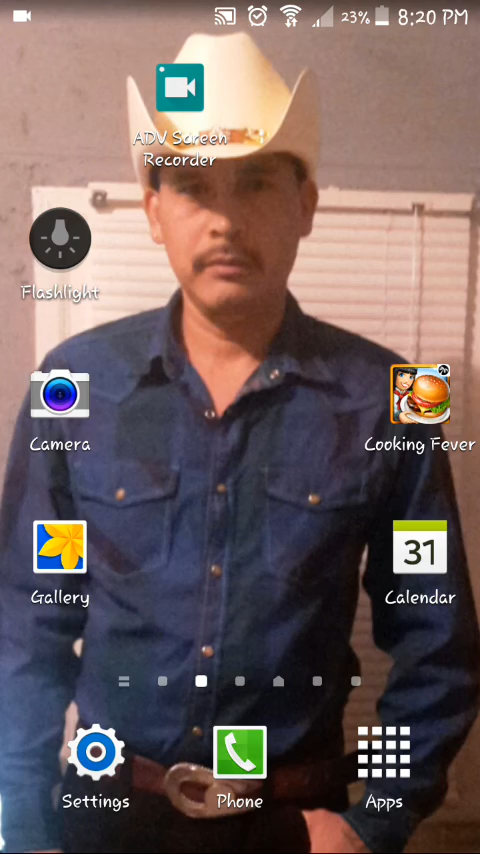 23% 8:20 PM
ADV Screen
Recorder
Flashlight
Camera
Cooking Fever
Gallery
31
Calendar
Settings
Phone
Apps